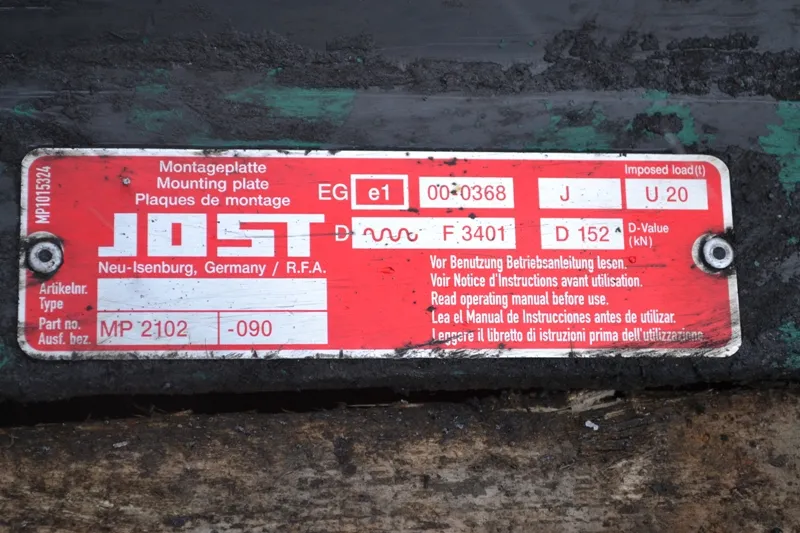 MP1015324
Montageplatte
Mounting plate
Plaques de montage
JOST
Neu-Isenburg, Germany / R.F.A.
EG e1 00-0368 J
Imposed load (t)
U 20
D F 3401 D 152 D-Value (kN)
Artikelnr.
Type
Part no.
Ausf. bez.
MP 2102 -090
Vor Benutzung Betriebsanleitung lesen.
Voir Notice d'Instructions avant utilisation.
Read operating manual before use.
Lea el Manual de Instrucciones antes de utilizar.
Leggere il libretto di istruzioni prima dell'utilizzazione.